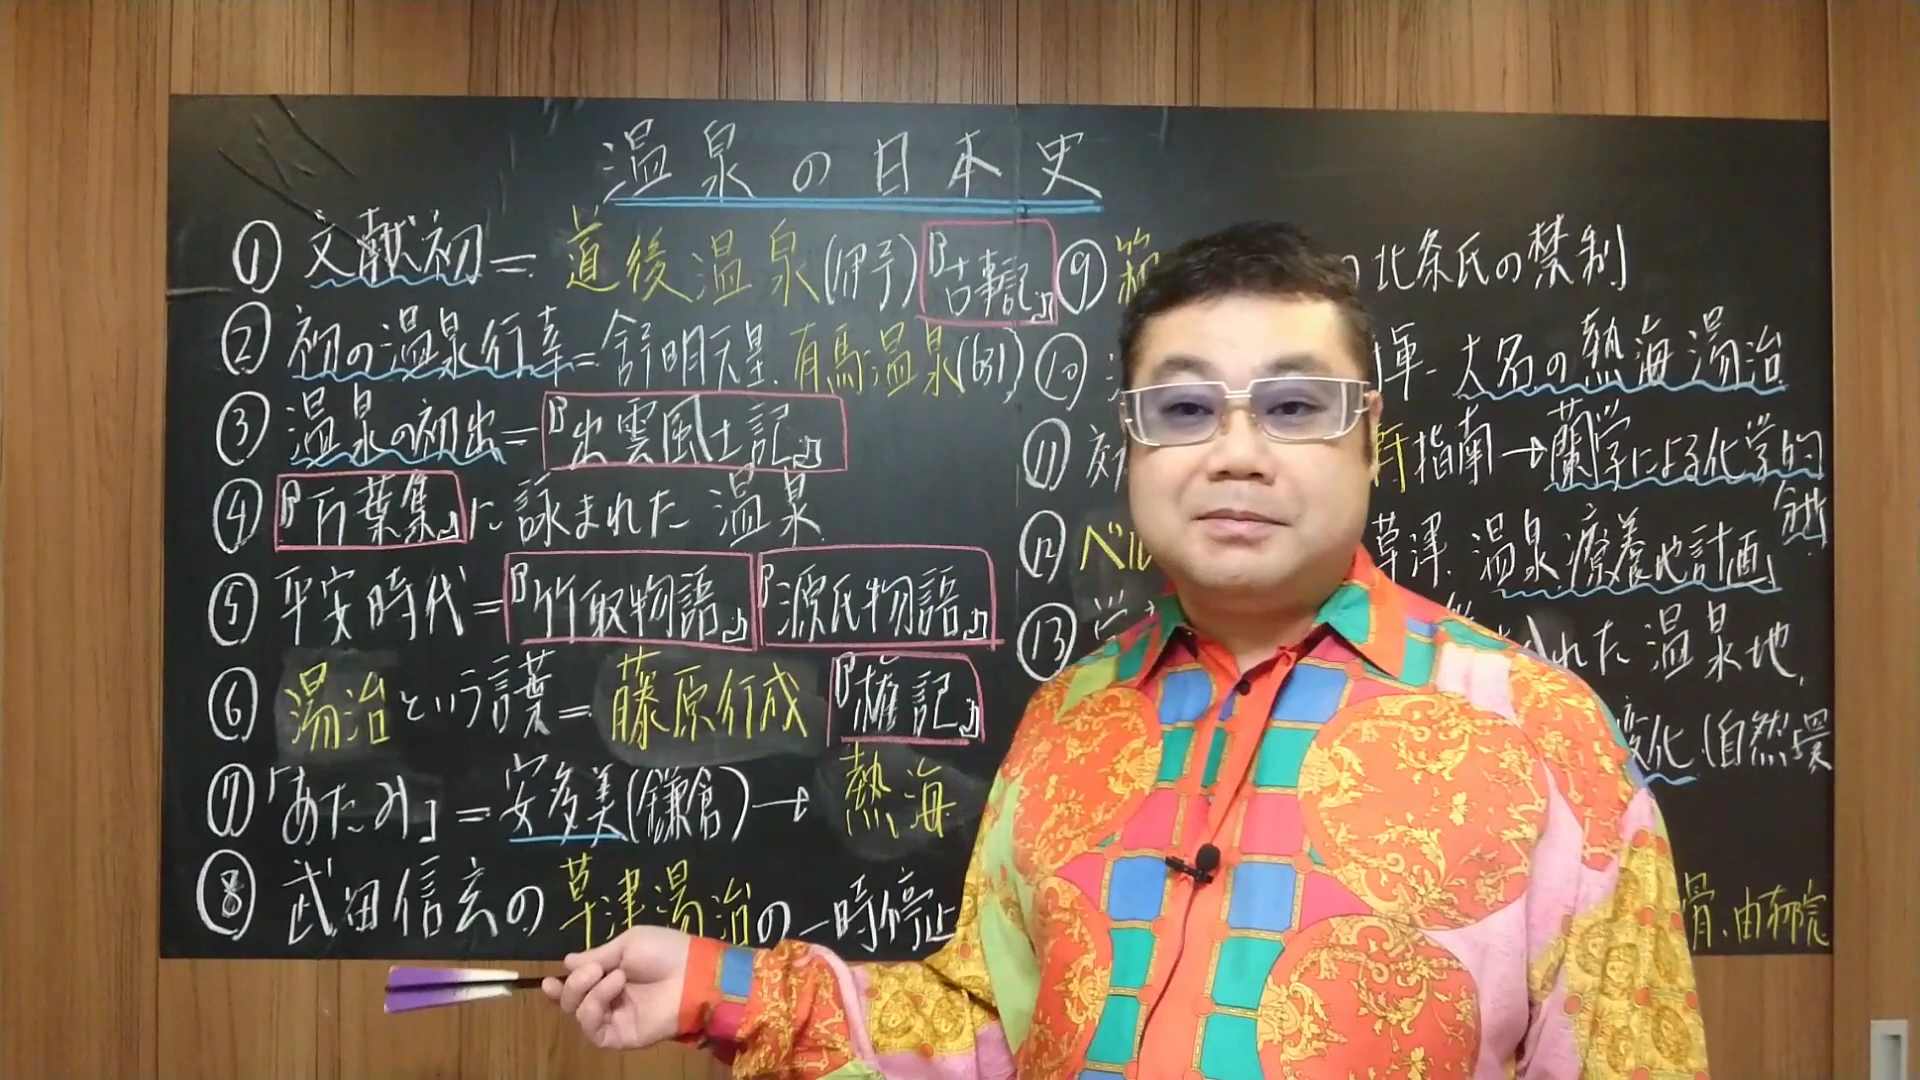 温泉の日本史
① 文献初＝道後温泉(伊予)『古事記』
② 初の温泉行幸＝舒明天皇.有馬温泉
③ 温泉の初出＝『出雲風土記』
④『万葉集』に詠まれた温泉
⑤ 平安時代＝『竹取物語』『源氏物語』
⑥ 湯治という言葉＝藤原行成『権記』
⑦「あたみ」＝安多美(鎌倉)→熱海
⑧ 武田信玄の草津湯治の一時停止
⑨ 北条氏の禁制
⑩ 大名の熱海湯治
⑪ 指南→蘭学による化学的
分析
⑫ ベル 草津.温泉療養地計画
⑬ れた温泉地.
変化(自然環
骨.由布院